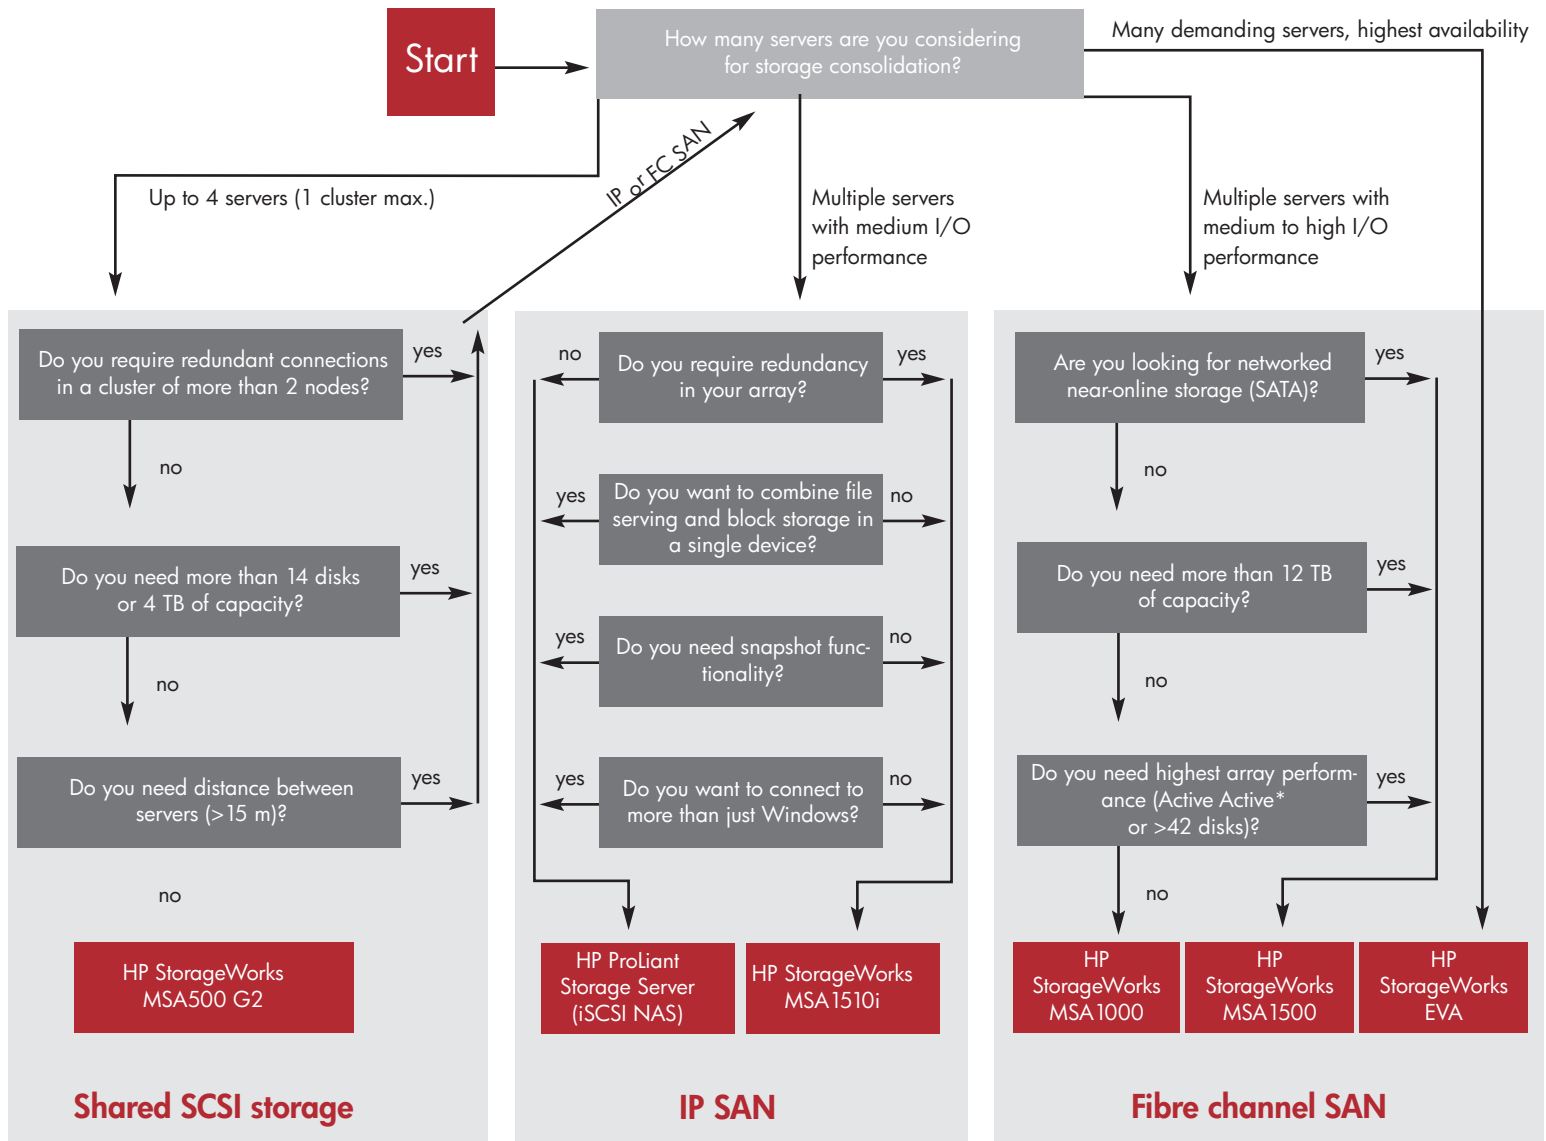 Start
How many servers are you considering
for storage consolidation?
Many demanding servers, highest availability
Up to 4 servers (1 cluster max.)
IP or FC SAN
Multiple servers
with medium I/O
performance
Multiple servers with
medium to high I/O
performance
Do you require redundant connections
in a cluster of more than 2 nodes?
yes
no
Do you need more than 14 disks
or 4 TB of capacity?
yes
no
Do you need distance between
servers (>15 m)?
yes
no
HP StorageWorks
MSA500 G2
Shared SCSI storage
no
Do you require redundancy
in your array?
yes
yes
Do you want to combine file
serving and block storage in
a single device?
no
yes
Do you need snapshot func-
tionality?
no
yes
Do you want to connect to
more than just Windows?
no
HP ProLiant
Storage Server
(iSCSI NAS)
HP StorageWorks
MSA1510i
IP SAN
Are you looking for networked
near-online storage (SATA)?
yes
no
Do you need more than 12 TB
of capacity?
yes
no
Do you need highest array perform-
ance (Active Active*
or >42 disks)?
yes
no
HP
StorageWorks
MSA1000
HP
StorageWorks
MSA1500
HP
StorageWorks
EVA
Fibre channel SAN